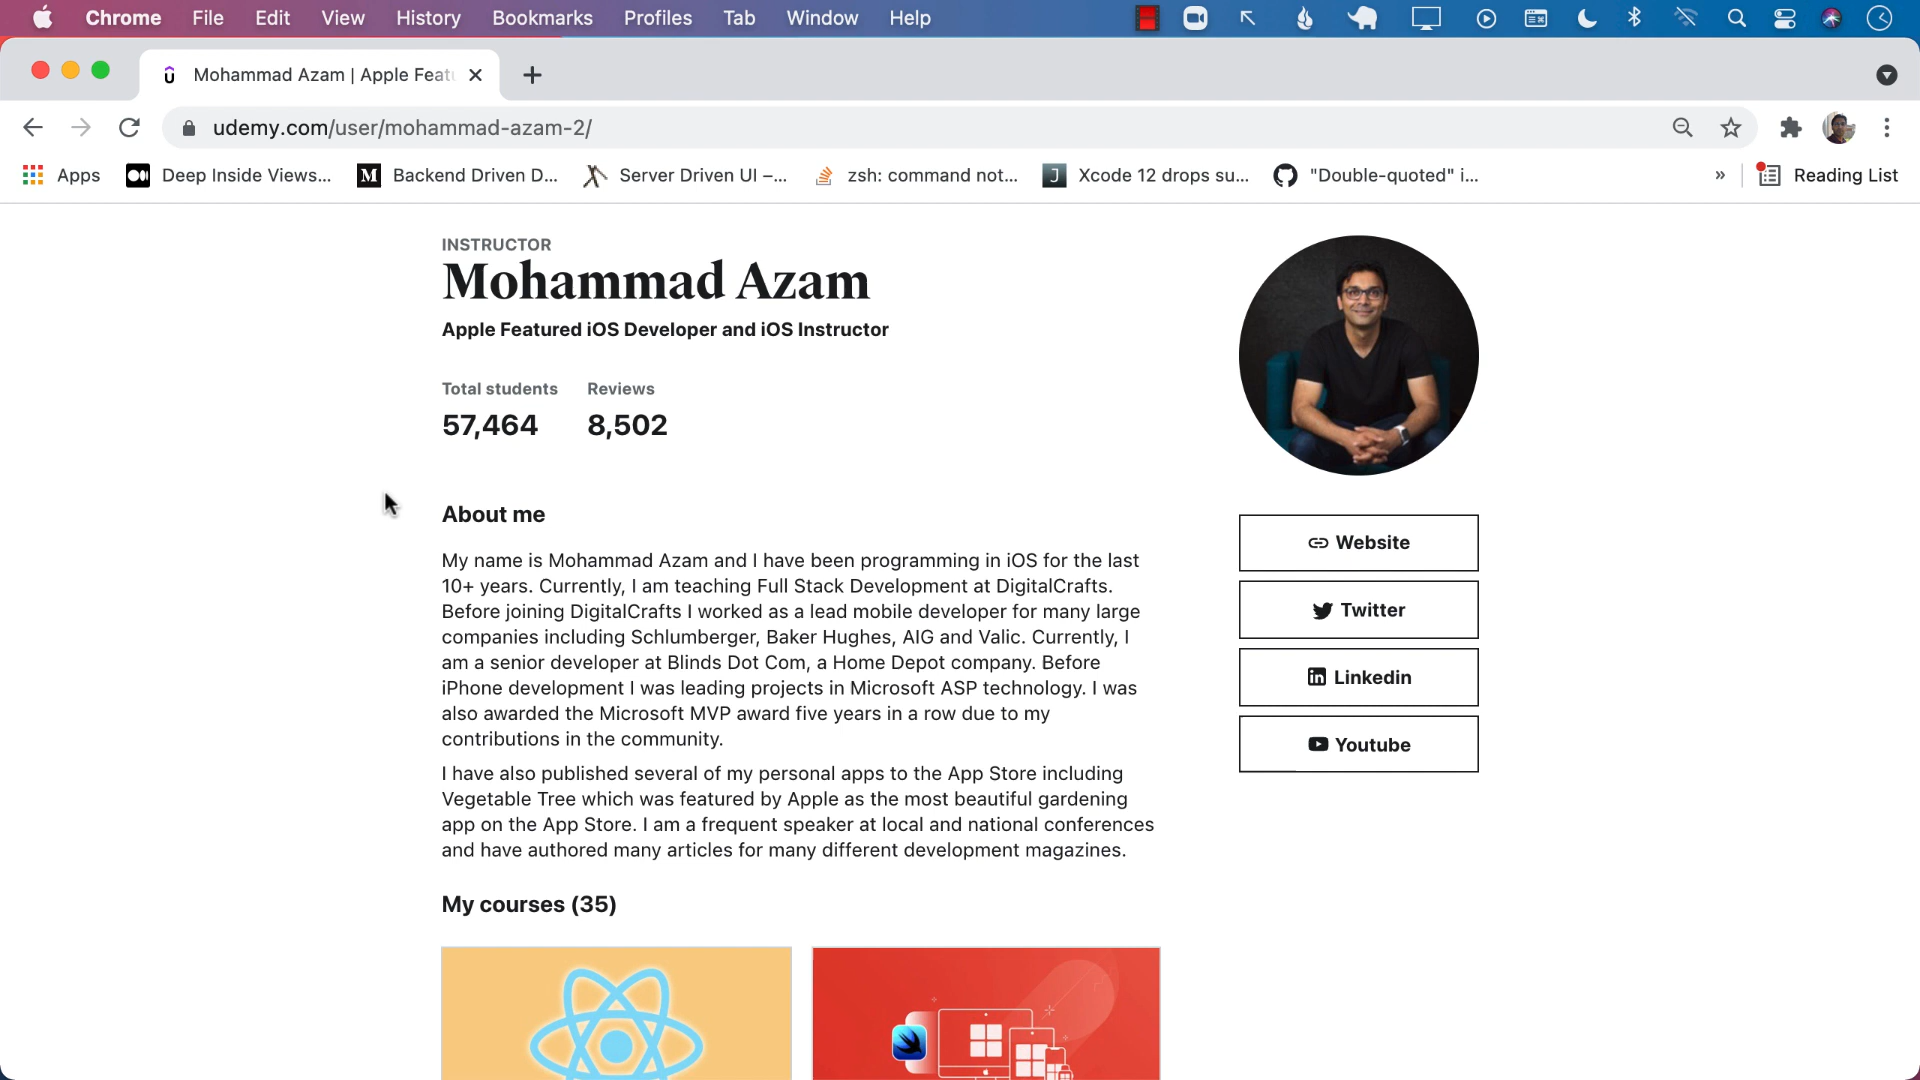 Chrome File Edit View History Bookmarks Profiles Tab Window Help
Mohammad Azam | Apple Feat
udemy.com/user/mohammad-azam-2/
Apps Deep Inside Views... Backend Driven D... Server Driven UI –... zsh: command not... Xcode 12 drops su... "Double-quoted" i... » Reading List
INSTRUCTOR
Mohammad Azam
Apple Featured iOS Developer and iOS Instructor
Total students Reviews
57,464 8,502
About me
My name is Mohammad Azam and I have been programming in iOS for the last
10+ years. Currently, I am teaching Full Stack Development at DigitalCrafts.
Before joining DigitalCrafts I worked as a lead mobile developer for many large
companies including Schlumberger, Baker Hughes, AIG and Valic. Currently, I
am a senior developer at Blinds Dot Com, a Home Depot company. Before
iPhone development I was leading projects in Microsoft ASP technology. I was
also awarded the Microsoft MVP award five years in a row due to my
contributions in the community.
I have also published several of my personal apps to the App Store including
Vegetable Tree which was featured by Apple as the most beautiful gardening
app on the App Store. I am a frequent speaker at local and national conferences
and have authored many articles for many different development magazines.
My courses (35)
Website
Twitter
Linkedin
Youtube